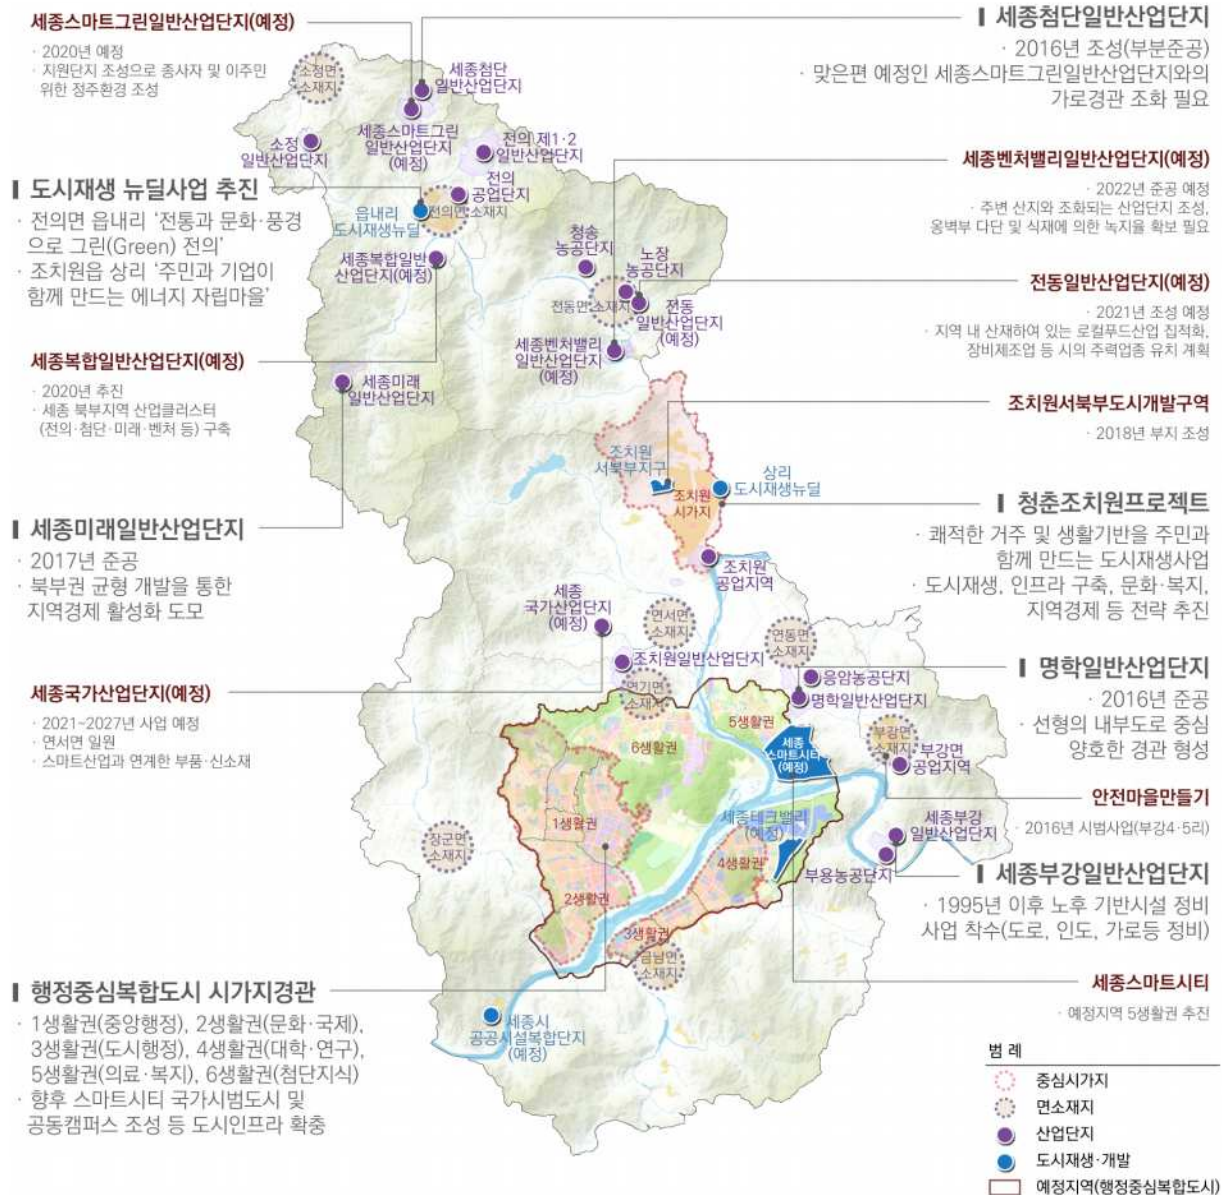 세종스마트그린일반산업단지(예정)
· 2020년 예정
· 지원단지 조성으로 종사자 및 이주민
위한 정주환경 조성
▎도시재생 뉴딜사업 추진
· 전의면 읍내리 ‘전통과 문화·풍경
으로 그린(Green) 전의’
· 조치원읍 상리 ‘주민과 기업이
함께 만드는 에너지 자립마을’
세종복합일반산업단지(예정)
· 2020년 추진
· 세종 북부지역 산업클러스터
(전의·첨단·미래·벤처 등) 구축
▎세종미래일반산업단지
· 2017년 준공
· 북부권 균형 개발을 통한
지역경제 활성화 도모
세종국가산업단지(예정)
· 2021~2027년 사업 예정
· 연서면 일원
· 스마트산업과 연계한 부품·신소재
▎행정중심복합도시 시가지경관
· 1생활권(중앙행정), 2생활권(문화·국제),
3생활권(도시행정), 4생활권(대학·연구),
5생활권(의료·복지), 6생활권(첨단지식)
· 향후 스마트시티 국가시범도시 및
공동캠퍼스 조성 등 도시인프라 확충
소정면
소재지
세종첨단
일반산업단지
소정
일반산업단지
세종스마트그린
일반산업단지
(예정)
전의 제1·2
일반산업단지
전의
공업단지
전의면 소재지
읍내리
도시재생뉴딜
세종복합일반
산업단지(예정)
청송
농공단지
노장
농공단지
전동면 소재지
전동
일반산업단지
(예정)
세종벤처밸리
일반산업단지
(예정)
세종미래
일반산업단지
조치원
서북부지구
조치원
시가지
상리
도시재생뉴딜
조치원
공업지역
세종
국가산업단지
(예정)
연서면
소재지
연동면
소재지
조치원일반산업단지
연기면
소재지
응암농공단지
명학일반산업단지
5생활권
6생활권
세종
스마트시티
(예정)
부강면
소재지
부강면
공업지역
1생활권
세종테크밸리
(예정)
세종부강
일반산업단지
장군면
소재지
4생활권
부용농공단지
2생활권
3생활권
금남면
소재지
세종시
공공시설복합단지
(예정)
▎세종첨단일반산업단지
· 2016년 조성(부분준공)
· 맞은편 예정인 세종스마트그린일반산업단지와의
가로경관 조화 필요
세종벤처밸리일반산업단지(예정)
· 2022년 준공 예정
· 주변 산지와 조화되는 산업단지 조성,
옹벽부 다단 및 식재에 의한 녹지율 확보 필요
전동일반산업단지(예정)
· 2021년 조성 예정
· 지역 내 산재하여 있는 로컬푸드산업 집적화,
장비제조업 등 시의 주력업종 유치 계획
조치원서북부도시개발구역
· 2018년 부지 조성
▎청춘조치원프로젝트
· 쾌적한 거주 및 생활기반을 주민과
함께 만드는 도시재생사업
· 도시재생, 인프라 구축, 문화·복지,
지역경제 등 전략 추진
▎명학일반산업단지
· 2016년 준공
· 선형의 내부도로 중심
양호한 경관 형성
안전마을만들기
· 2016년 시범사업(부강4·5리)
▎세종부강일반산업단지
· 1995년 이후 노후 기반시설 정비
사업 착수(도로, 인도, 가로등 정비)
세종스마트시티
· 예정지역 5생활권 추진
범 례
중심시가지
면소재지
산업단지
도시재생·개발
예정지역(행정중심복합도시)